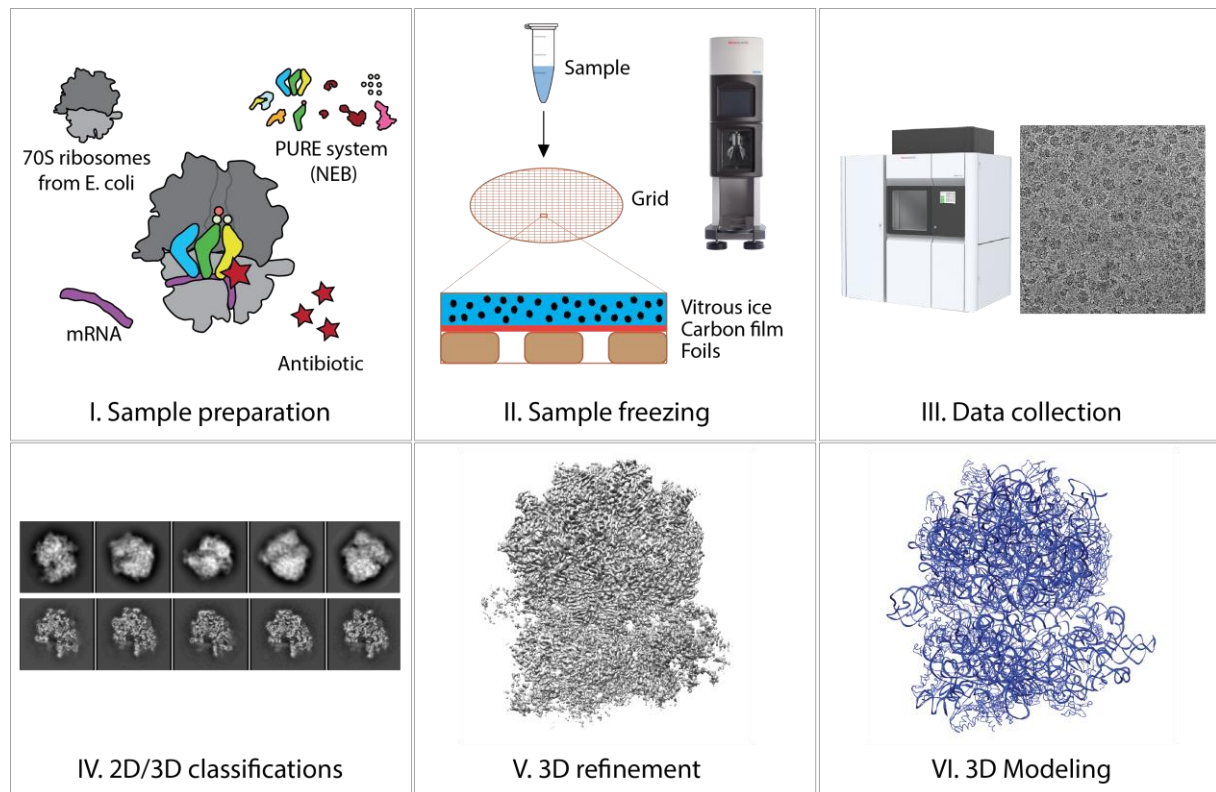 70S ribosomes
from E. coli
PURE system
(NEB)
mRNA
Antibiotic
I. Sample preparation
Sample
Grid
Vitrous ice
Carbon film
Foils
II. Sample freezing
III. Data collection
IV. 2D/3D classifications
V. 3D refinement
VI. 3D Modeling